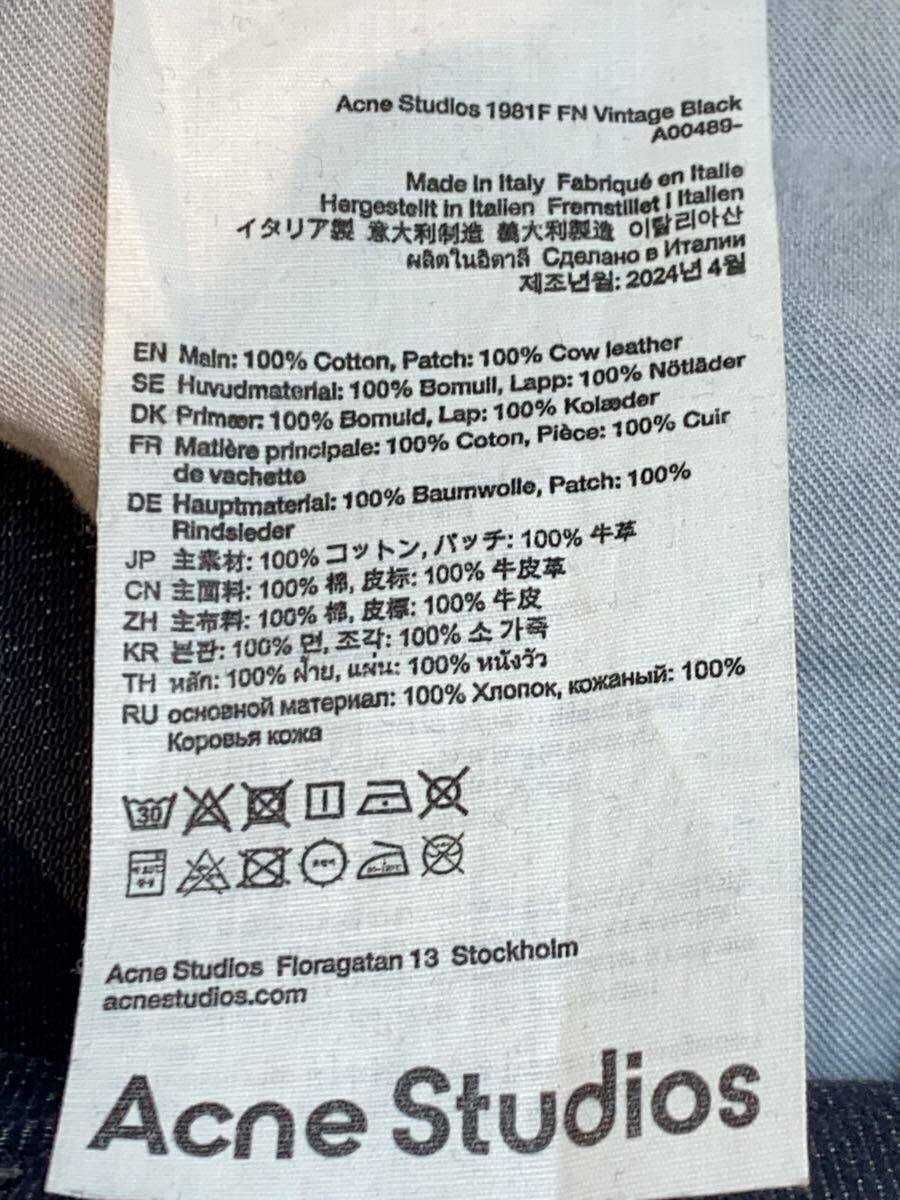 Acne Studios 1981F FN Vintage Black
A00489-
Made in Italy Fabriqué en Italie
Hergestellt in Italien Fremstillet I Italien
イタリア製 意大利制造 義大利製造 이탈리아산
ผลิตในอิตาลี Сделано в Италии
제조년월: 2024년 4월
EN Main: 100% Cotton, Patch: 100% Cow leather
SE Huvudmaterial: 100% Bomull, Lapp: 100% Nötläder
DK Primær: 100% Bomuld, Lap: 100% Kolæder
FR Matière principale: 100% Coton, Pièce: 100% Cuir
de vachette
DE Hauptmaterial: 100% Baumwolle, Patch: 100%
Rindsleder
JP 主素材: 100% コットン, パッチ: 100% 牛革
CN 主面料: 100% 棉, 皮标: 100% 牛皮革
ZH 主布料: 100% 棉, 皮標: 100% 牛皮
KR 본판: 100% 면, 조각: 100% 소 가죽
TH หลัก: 100% ฝ้าย, แผ่น: 100% หนังวัว
RU основной материал: 100% Хлопок, кожаный: 100%
Коровья кожа
30
Acne Studios Floragatan 13 Stockholm
acnestudios.com
Acne Studios